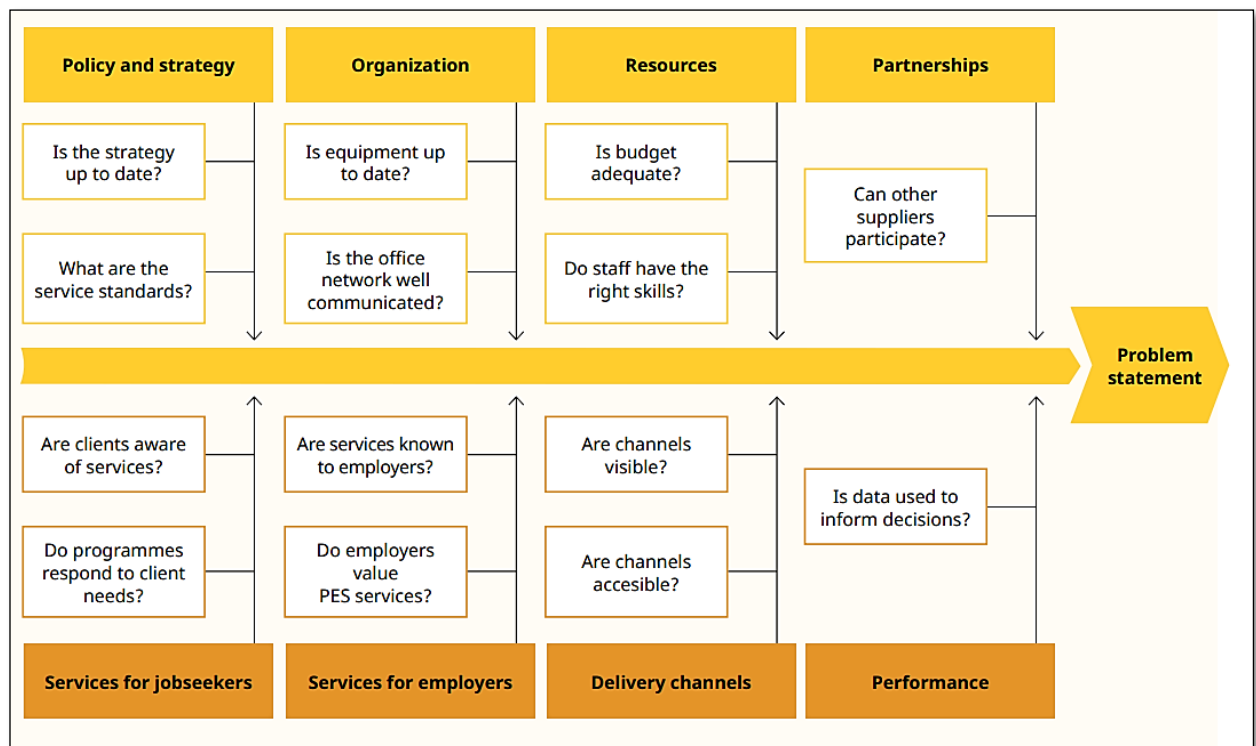 Policy and strategy
Organization
Resources
Partnerships
Is the strategy
up to date?
Is equipment up
to date?
Is budget
adequate?
Can other
suppliers
participate?
What are the
service standards?
Is the office
network well
communicated?
Do staff have the
right skills?
Problem
statement
Are clients aware
of services?
Are services known
to employers?
Are channels
visible?
Is data used to
inform decisions?
Do programmes
respond to client
needs?
Do employers
value
PES services?
Are channels
accesible?
Services for jobseekers
Services for employers
Delivery channels
Performance